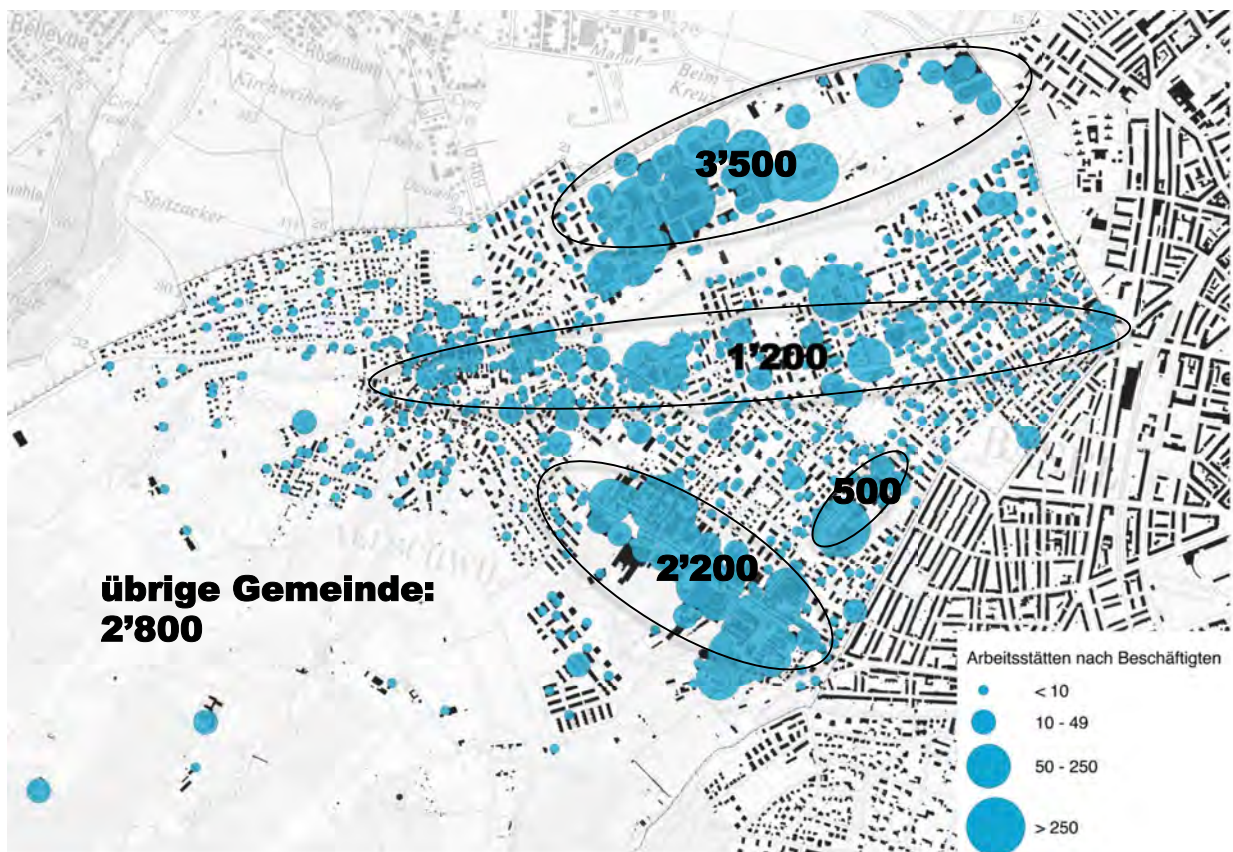 Bellevue
Rosenburg
Kirchweiherle
Beim
Kreuz
Spitzacker
3'500
1'200
500
2'200
übrige Gemeinde:
2'800
Arbeitsstätten nach Beschäftigten
< 10
10 - 49
50 - 250
> 250